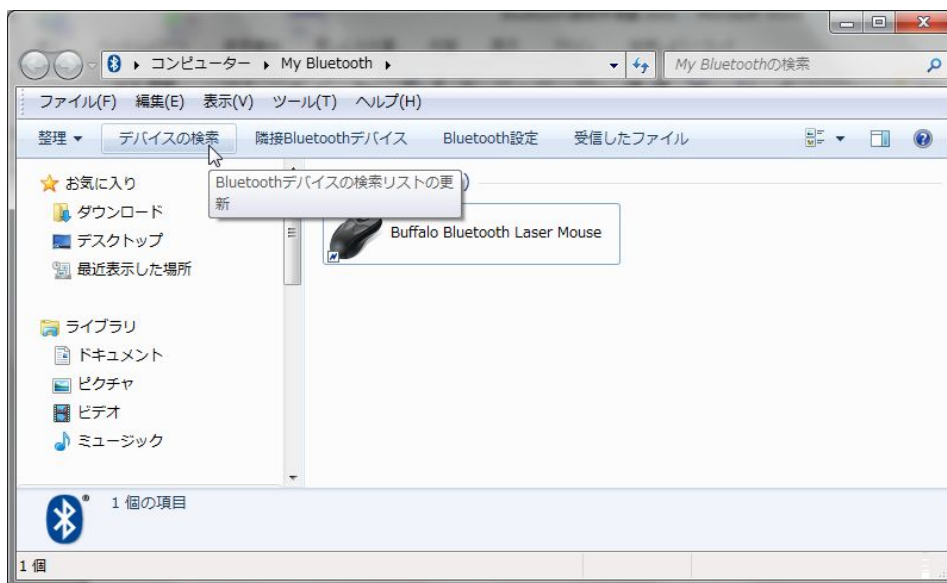 コンピューター ▸ My Bluetooth ▸
My Bluetoothの検索
ファイル(F) 編集(E) 表示(V) ツール(T) ヘルプ(H)
整理 デバイスの検索 隣接Bluetoothデバイス Bluetooth設定 受信したファイル
お気に入り
ダウンロード
デスクトップ
最近表示した場所
ライブラリ
ドキュメント
ピクチャ
ビデオ
ミュージック
Bluetoothデバイスの検索リストの更
新
Buffalo Bluetooth Laser Mouse
1 個の項目
1 個